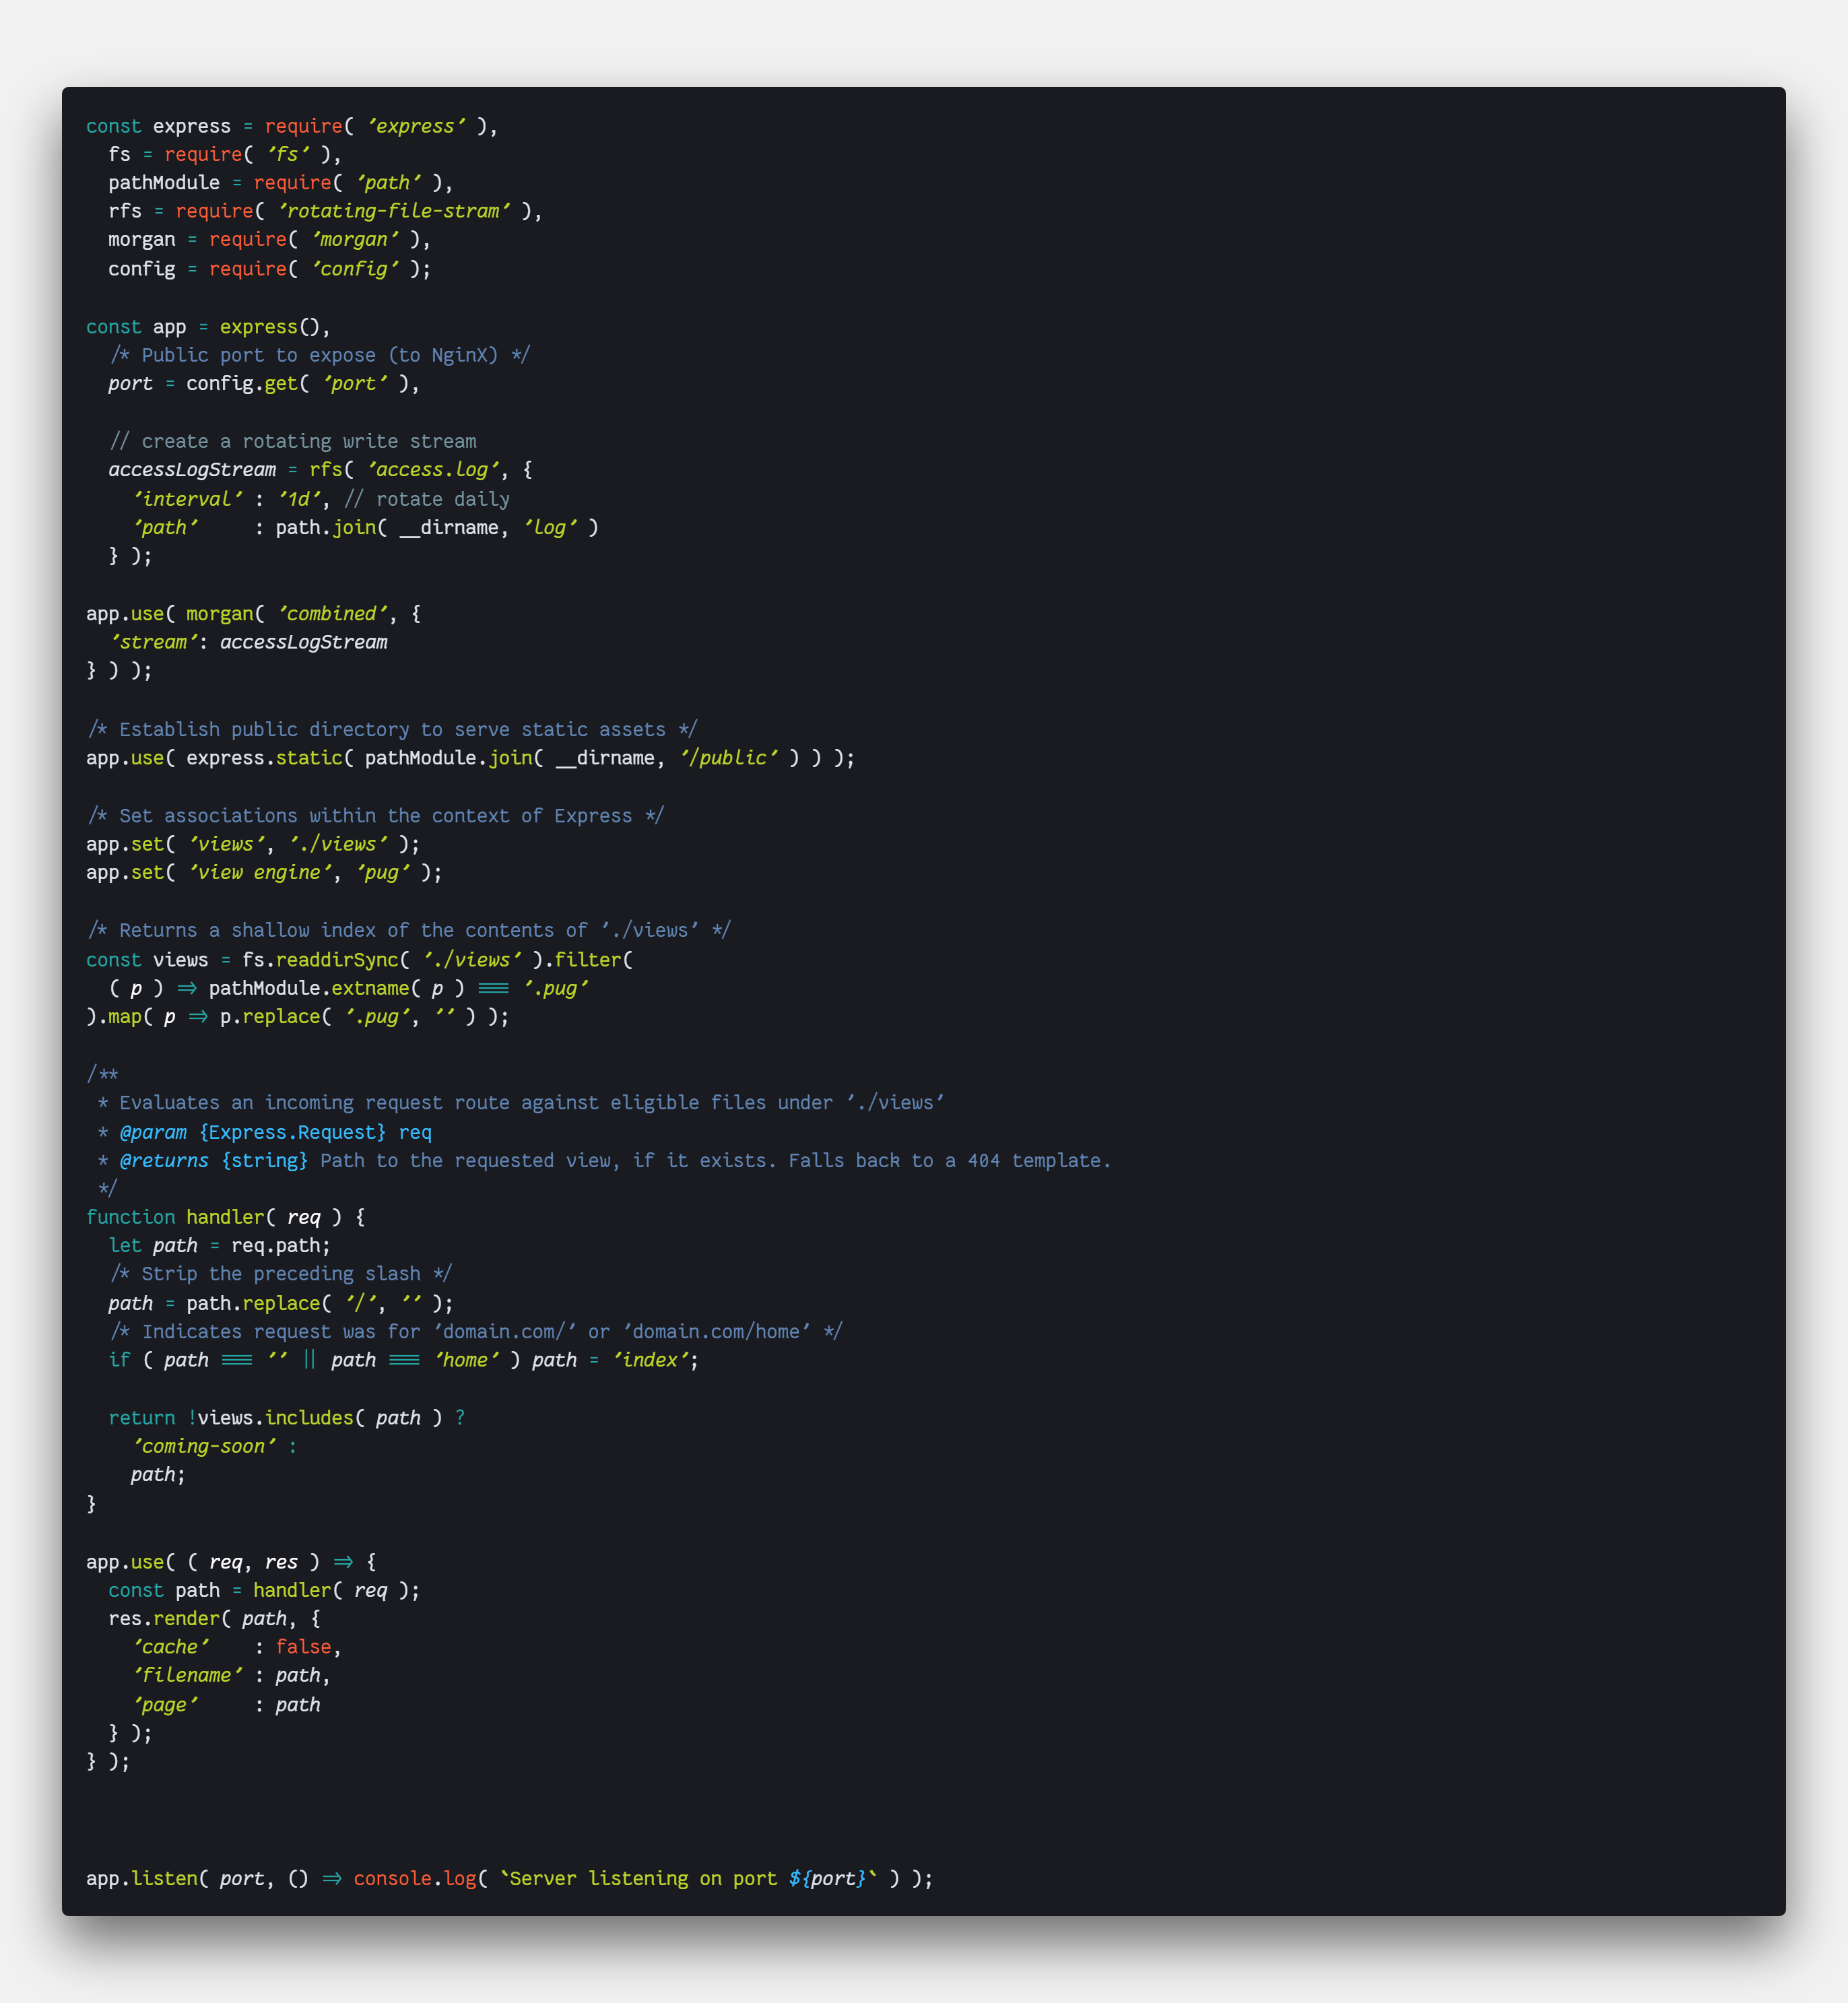 const express = require( 'express' ),
  fs = require( 'fs' ),
  pathModule = require( 'path' ),
  rfs = require( 'rotating-file-stram' ),
  morgan = require( 'morgan' ),
  config = require( 'config' );

const app = express(),
  /* Public port to expose (to NginX) */
  port = config.get( 'port' ),

  // create a rotating write stream
  accessLogStream = rfs( 'access.log', {
    'interval' : '1d', // rotate daily
    'path'     : path.join( __dirname, 'log' )
  } );

app.use( morgan( 'combined', {
  'stream': accessLogStream
} ) );

/* Establish public directory to serve static assets */
app.use( express.static( pathModule.join( __dirname, '/public' ) ) );

/* Set associations within the context of Express */
app.set( 'views', './views' );
app.set( 'view engine', 'pug' );

/* Returns a shallow index of the contents of './views' */
const views = fs.readdirSync( './views' ).filter(
  ( p ) => pathModule.extname( p ) === '.pug'
).map( p => p.replace( '.pug', '' ) );

/**
 * Evaluates an incoming request route against eligible files under './views'
 * @param {Express.Request} req
 * @returns {string} Path to the requested view, if it exists. Falls back to a 404 template.
 */
function handler( req ) {
  let path = req.path;
  /* Strip the preceding slash */
  path = path.replace( '/', '' );
  /* Indicates request was for 'domain.com/' or 'domain.com/home' */
  if ( path === '' || path === 'home' ) path = 'index';

  return !views.includes( path ) ?
    'coming-soon' :
    path;
}

app.use( ( req, res ) => {
  const path = handler( req );
  res.render( path, {
    'cache'    : false,
    'filename' : path,
    'page'     : path
  } );
} );

app.listen( port, () => console.log( `Server listening on port ${port}` ) );